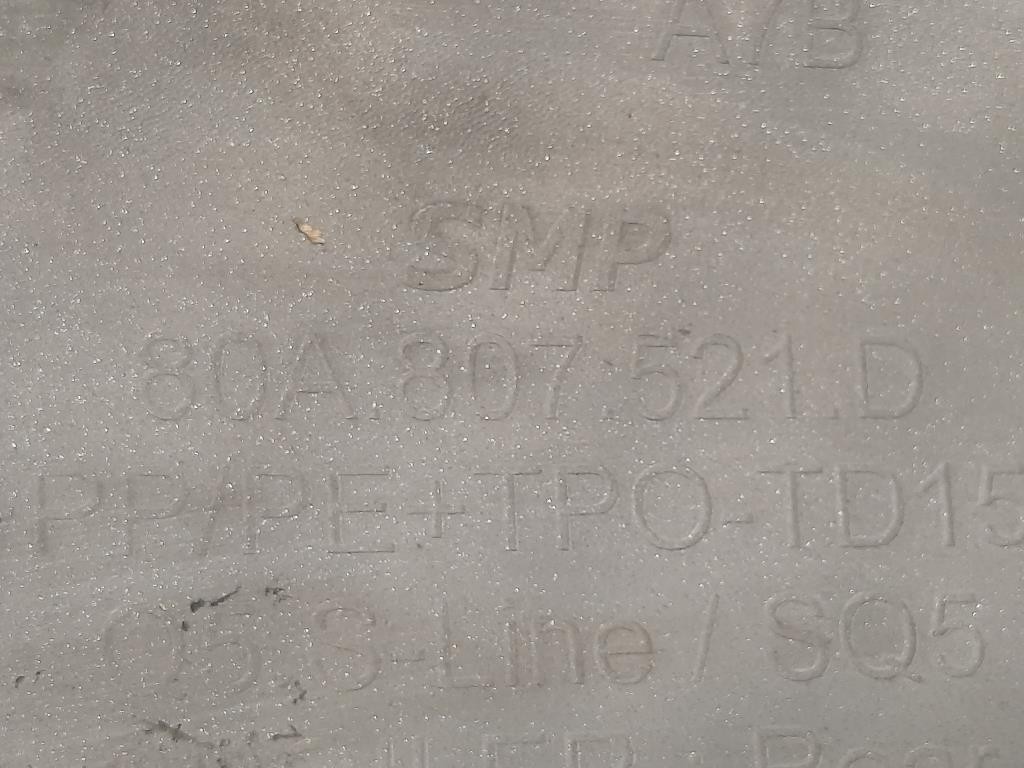 A/B
SMP
80A.807.521.D
PP/PE+TPO-TD15
Q5 S-Line / SQ5